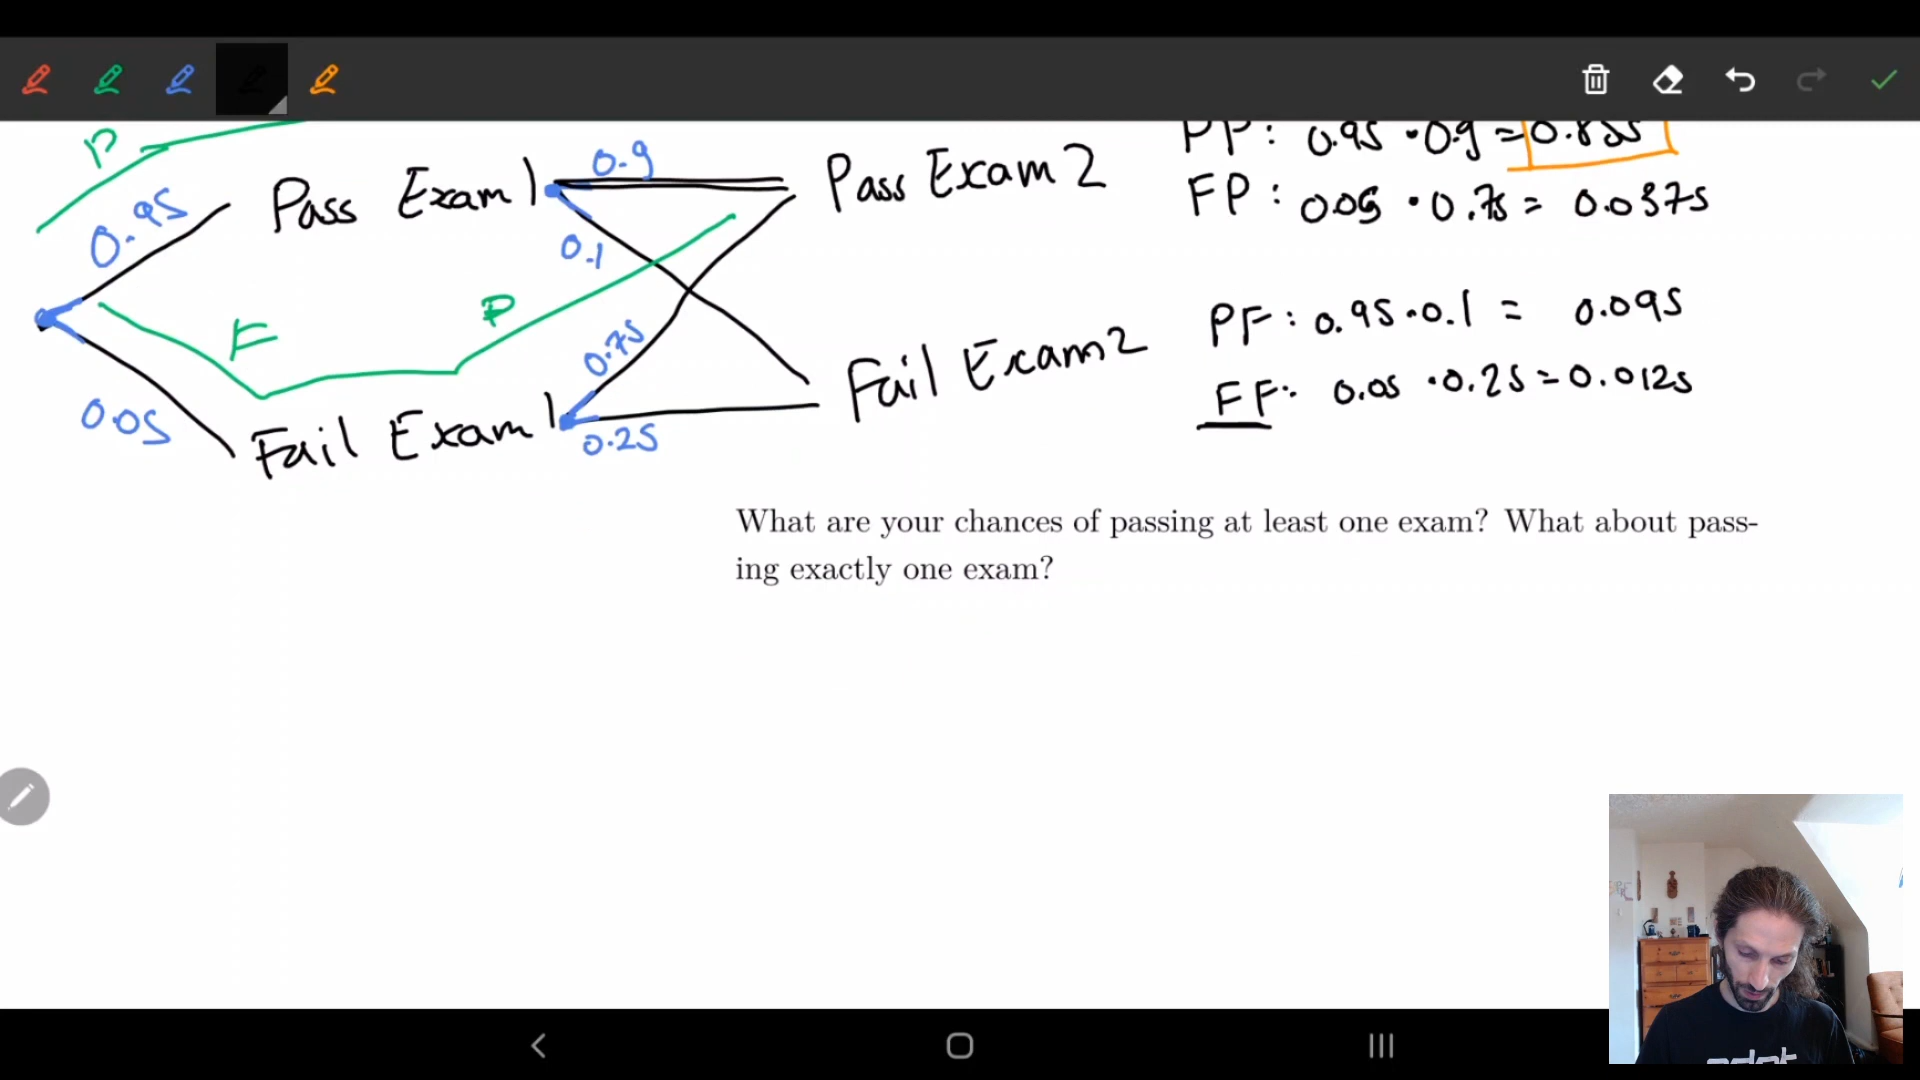 P
PP: 0.95 · 0.9 = 0.855
0.9
Pass Exam 1
Pass Exam 2
0.95
FP: 0.05 · 0.75 = 0.0375
0.1
P
F
0.75
PF: 0.95 · 0.1 = 0.095
Fail Exam 2
FF: 0.05 · 0.25 = 0.0125
0.05
Fail Exam 1
0.25
What are your chances of passing at least one exam? What about pass-
ing exactly one exam?